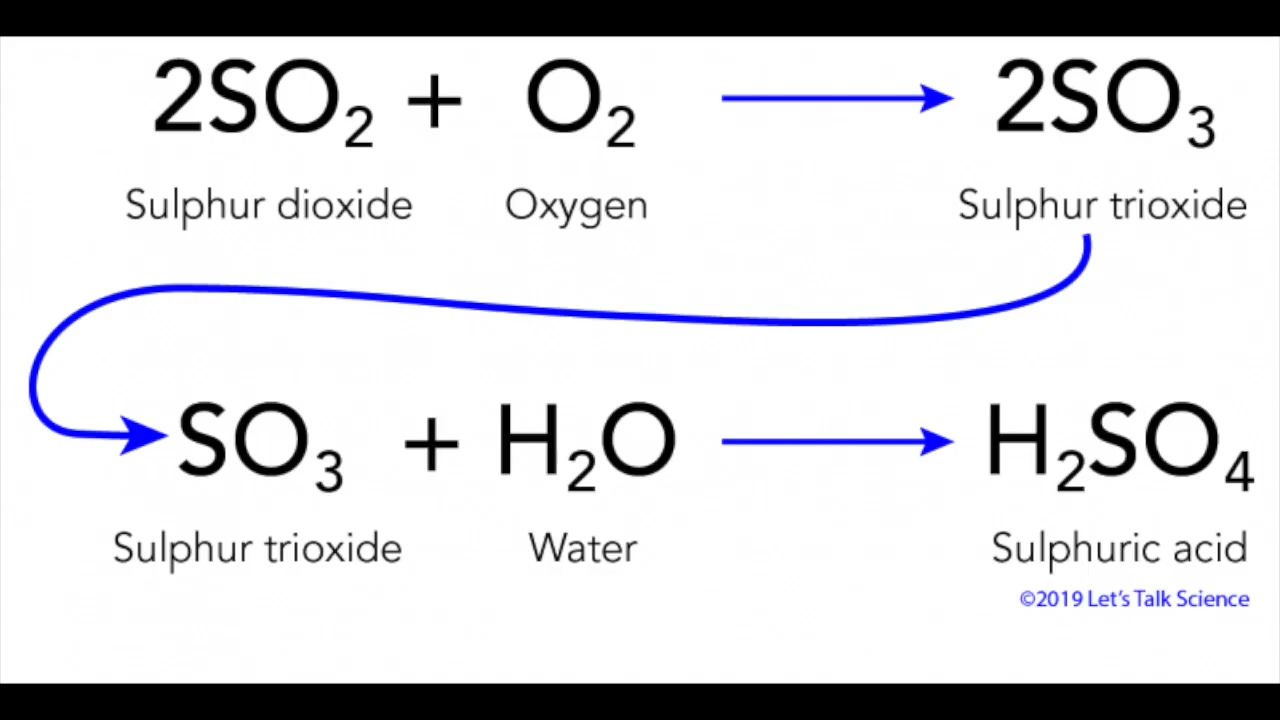 2SO₂ + O₂ → 2SO₃
Sulphur dioxide Oxygen Sulphur trioxide
SO₃ + H₂O → H₂SO₄
Sulphur trioxide Water Sulphuric acid
©2019 Let's Talk Science